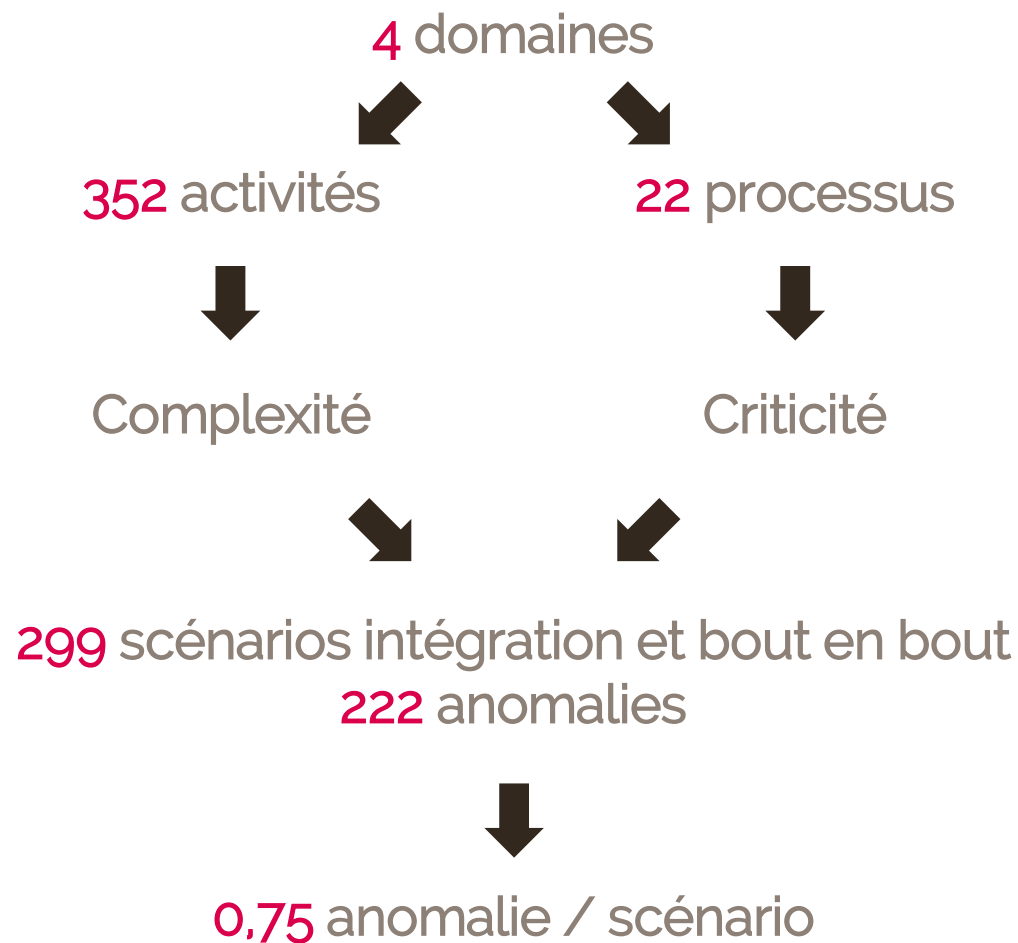 4 domaines
352 activités
22 processus
Complexité
Criticité
299 scénarios intégration et bout en bout
222 anomalies
0,75 anomalie / scénario